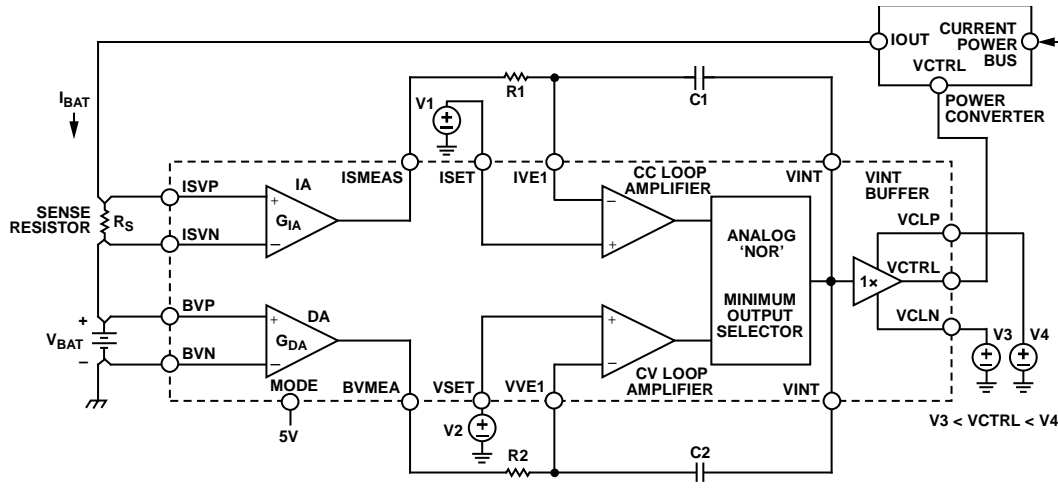 IOUT
CURRENT
POWER
BUS
VCTRL
POWER
CONVERTER
R1
C1
V1
IBAT
ISMEAS
ISET
IVE1
VINT
CC LOOP
AMPLIFIER
VINT
BUFFER
ISVP
IA
+
GIA
−
ISVN
SENSE
RESISTOR
RS
−
+
ANALOG
'NOR'
MINIMUM
OUTPUT
SELECTOR
VCLP
1×
VCTRL
VCLN
V3
V4
BVP
DA
+
GDA
−
BVN
+
VBAT
−
+
−
CV LOOP
AMPLIFIER
MODE
5V
BVMEA
VSET
VVE1
VINT
V2
V3 < VCTRL < V4
R2
C2